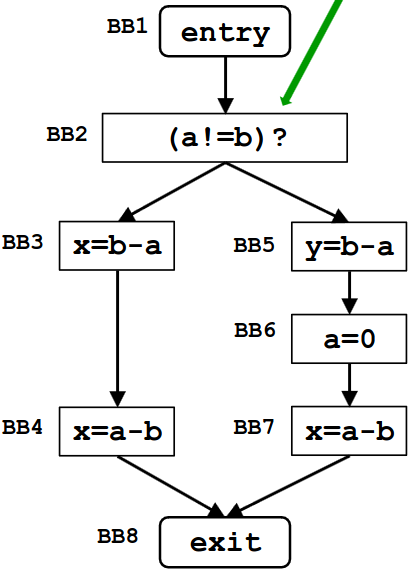 BB1 entry
BB2 (a!=b)?
BB3 x=b-a BB5 y=b-a
BB6 a=0
BB4 x=a-b BB7 x=a-b
BB8 exit